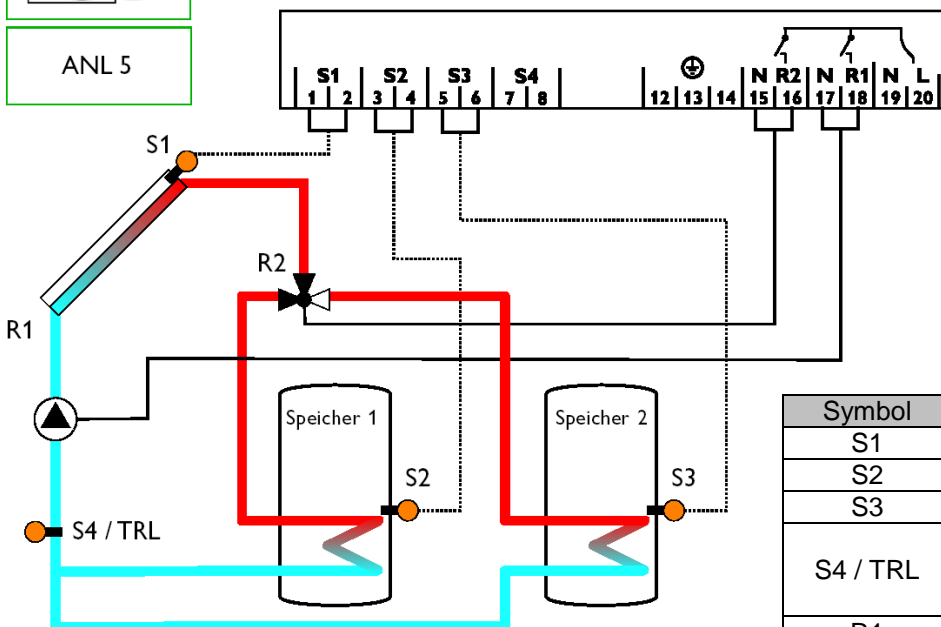 ANL 5
S1 S2 S3 S4 N R2 N R1 N L
1 2 3 4 5 6 7 8 12 13 14 15 16 17 18 19 20
S1
R2
R1
Speicher 1
Speicher 2
S2
S3
S4 / TRL
Symbol
S1
S2
S3
S4 / TRL
R1